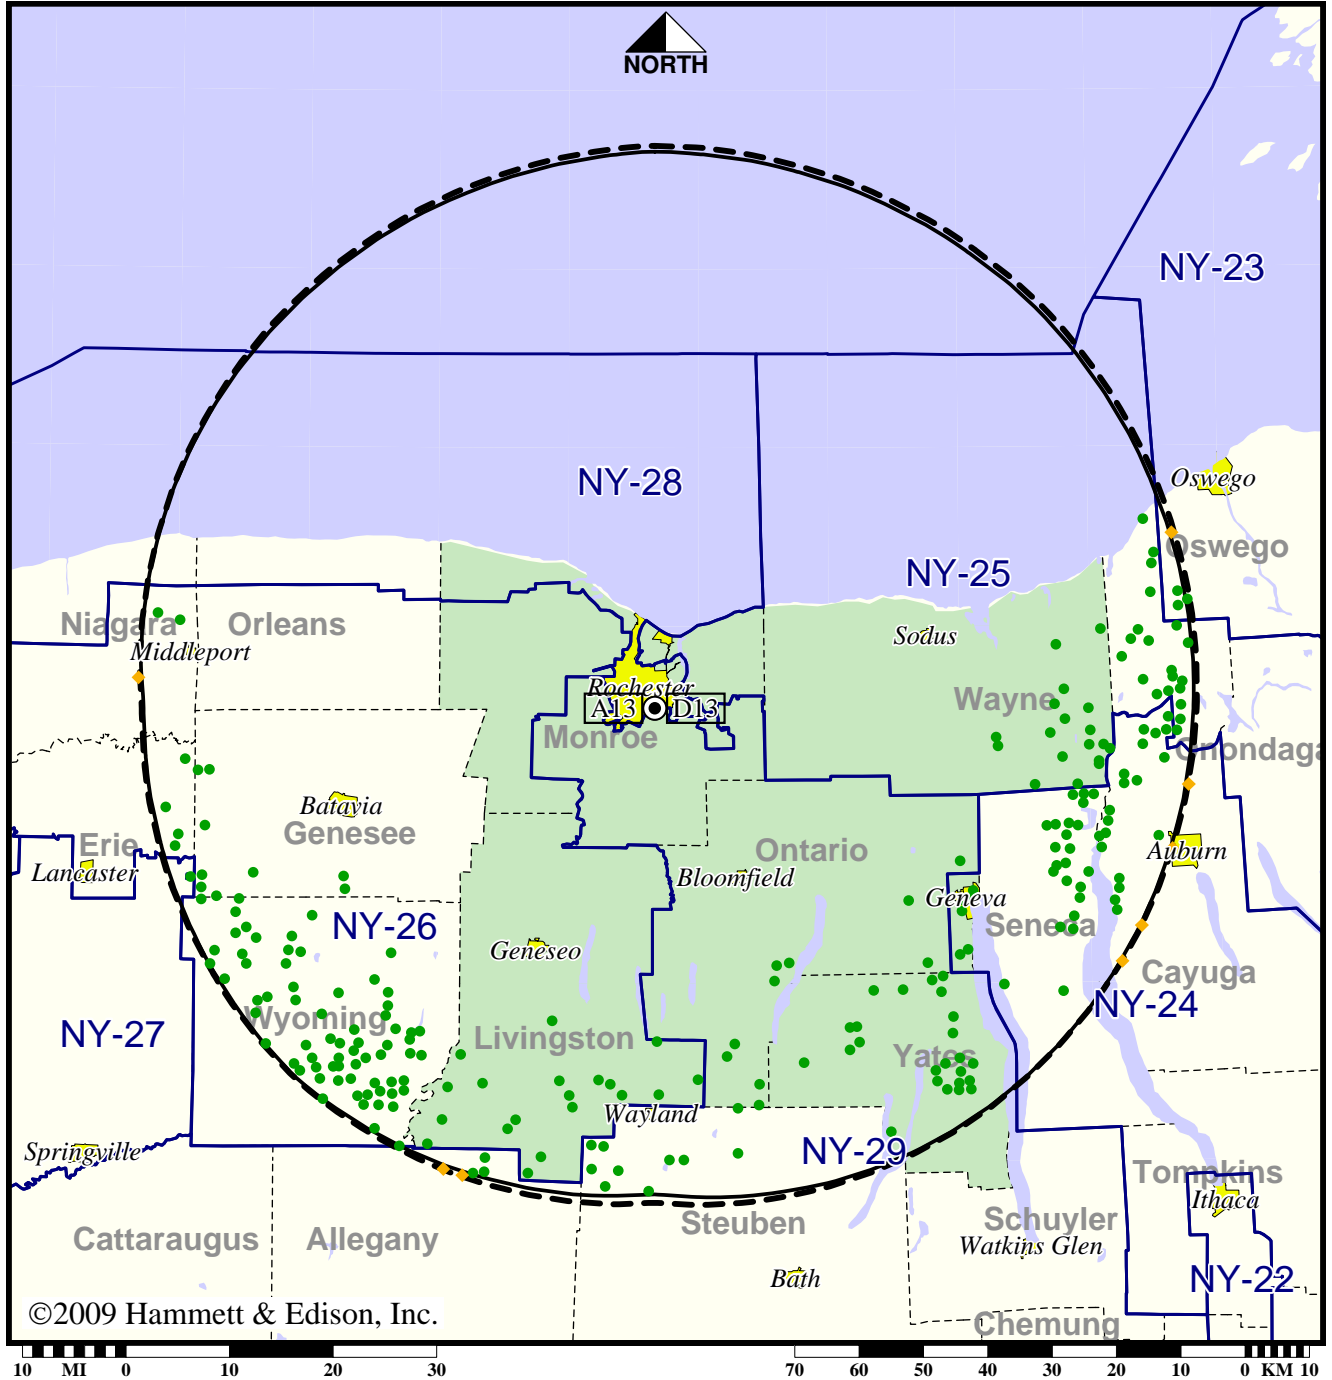 NORTH
NY-23
NY-28
Oswego
Oswego
NY-25
Niagara
Orleans
Sodus
Middleport
Rochester
A13
D13
Wayne
Monroe
Onondaga
Batavia
Genesee
Erie
Ontario
Auburn
Lancaster
Bloomfield
Geneva
NY-26
Seneca
Geneseo
Cayuga
NY-24
Wyoming
NY-27
Livingston
Yates
Wayland
Springville
NY-29
Tompkins
Ithaca
Cattaraugus
Allegany
Steuben
Schuyler
Watkins Glen
Bath
NY-22
©2009 Hammett & Edison, Inc.
Chemung
10 MI 0 10 20 30
70 60 50 40 30 20 10 0 KM 10